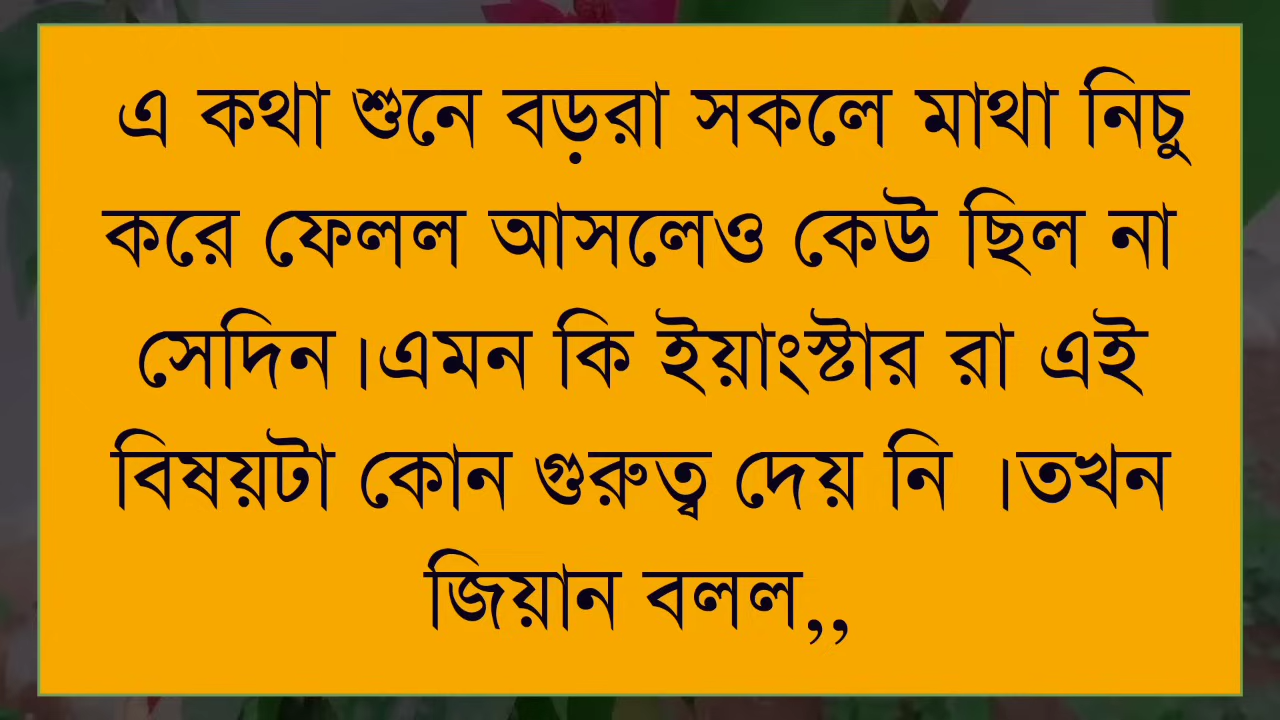 এ কথা শুনে বড়রা সকলে মাথা নিচু
করে ফেলল আসলেও কেউ ছিল না
সেদিন।এমন কি ইয়াংস্টার রা এই
বিষয়টা কোন গুরুত্ব দেয় নি ।তখন
জিয়ান বলল,,